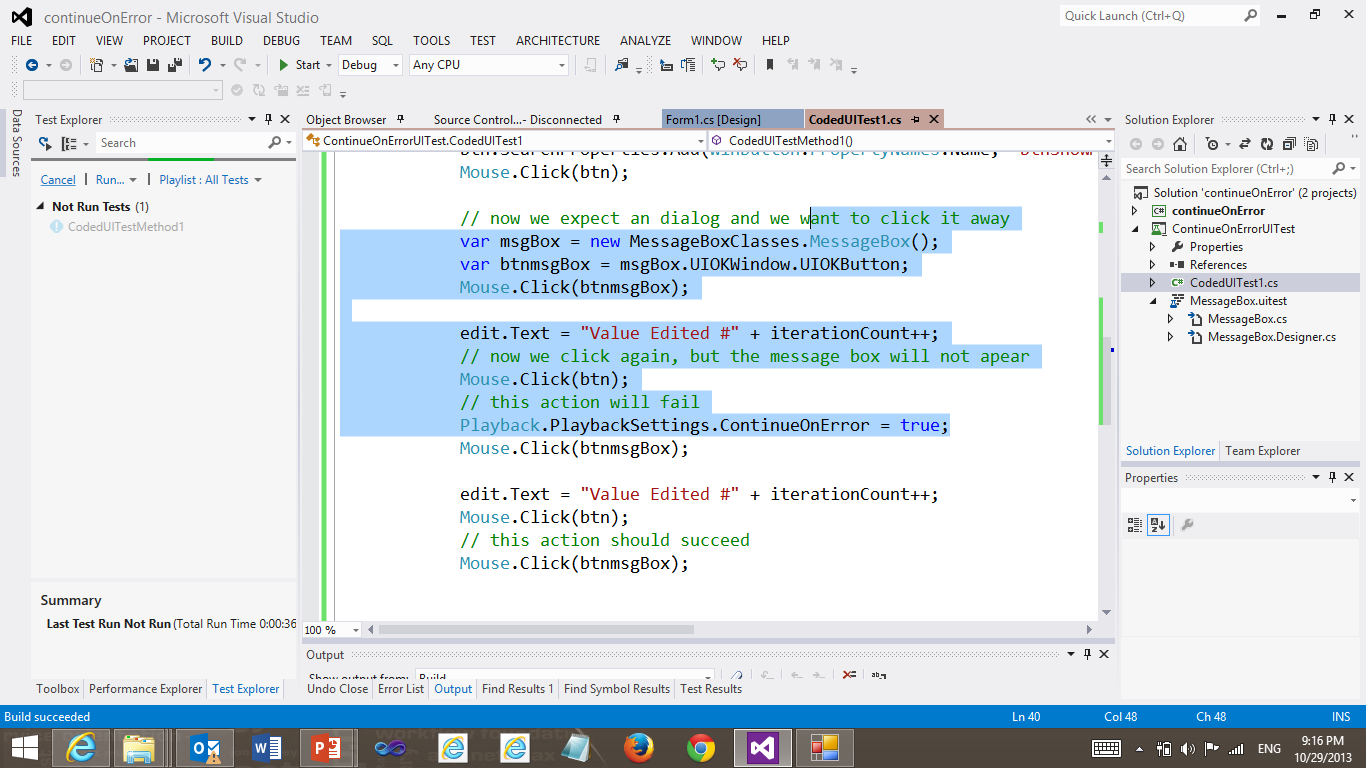 continueOnError - Microsoft Visual Studio
Quick Launch (Ctrl+Q)
FILE EDIT VIEW PROJECT BUILD DEBUG TEAM SQL TOOLS TEST ARCHITECTURE ANALYZE WINDOW HELP
Start Debug Any CPU
Data Sources
Test Explorer
Search
Cancel Run... Playlist : All Tests
Not Run Tests (1)
CodedUITestMethod1
Summary
Last Test Run Not Run (Total Run Time 0:00:36
Toolbox Performance Explorer Test Explorer
Object Browser Source Control...- Disconnected Form1.cs [Design] CodedUITest1.cs
ContinueOnErrorUITest.CodedUITest1 CodedUITestMethod1()
btn.SearchProperties.Add(WinButton.PropertyNames.Name, "btnShow
Mouse.Click(btn);
// now we expect an dialog and we want to click it away
var msgBox = new MessageBoxClasses.MessageBox();
var btnmsgBox = msgBox.UIOKWindow.UIOKButton;
Mouse.Click(btnmsgBox);
edit.Text = "Value Edited #" + iterationCount++;
// now we click again, but the message box will not apear
Mouse.Click(btn);
// this action will fail
Playback.PlaybackSettings.ContinueOnError = true;
Mouse.Click(btnmsgBox);
edit.Text = "Value Edited #" + iterationCount++;
Mouse.Click(btn);
// this action should succeed
Mouse.Click(btnmsgBox);
100 %
Output
Show output from: Build
Undo Close Error List Output Find Results 1 Find Symbol Results Test Results
Solution Explorer
Search Solution Explorer (Ctrl+;)
Solution 'continueOnError' (2 projects)
continueOnError
ContinueOnErrorUITest
Properties
References
CodedUITest1.cs
MessageBox.uitest
MessageBox.cs
MessageBox.Designer.cs
Solution Explorer Team Explorer
Properties
Build succeeded
Ln 40 Col 48 Ch 48 INS
ENG
9:16 PM
10/29/2013